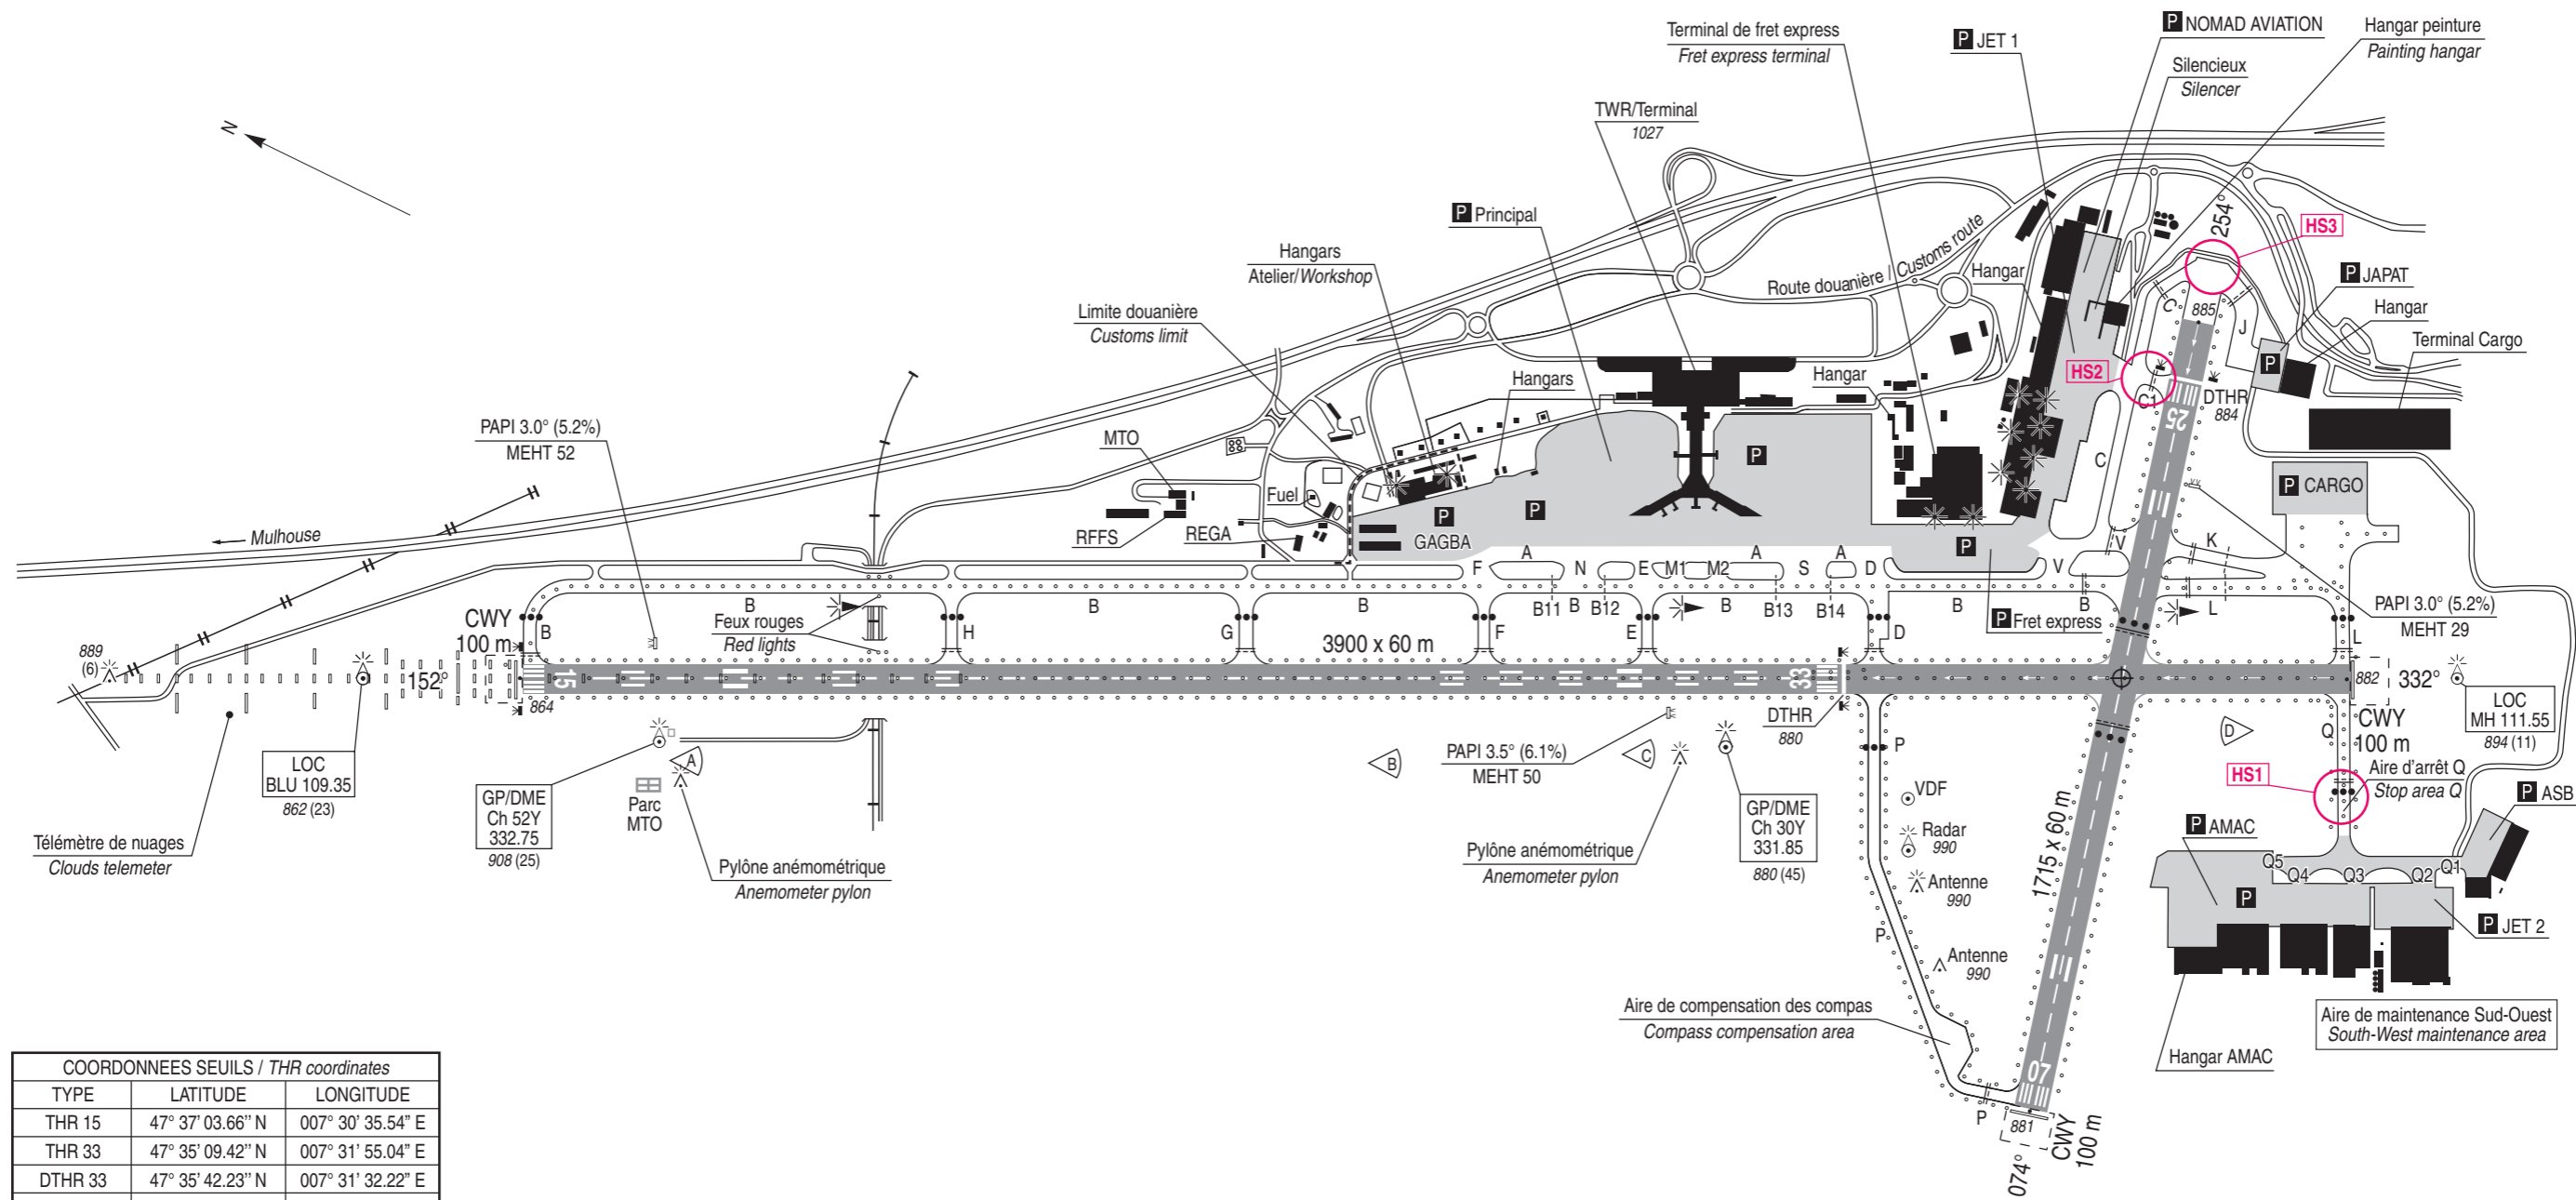 N
Terminal de fret express
Fret express terminal
P JET 1
P NOMAD AVIATION
Silencieux
Silencer
Hangar peinture
Painting hangar
TWR/Terminal
1027
P Principal
Hangars
Atelier/Workshop
Limite douanière
Customs limit
Route douanière / Customs route
Hangar
254°
HS3
P JAPAT
Hangar
Terminal Cargo
885
C
J
P
HS2
C1
DTHR
884
25
C
Hangars
Hangar
PAPI 3.0° (5.2%)
MEHT 52
MTO
RFFS
Fuel
REGA
P
GAGBA
P
P
P
P CARGO
Mulhouse
F
A
N
E
M1
M2
A
S
A
D
V
V
K
CWY
100 m
B
B
B
B
B11
B
B12
B
B13
B14
B
B
L
PAPI 3.0° (5.2%)
MEHT 29
Feux rouges
Red lights
H
G
F
E
D
L
3900 x 60 m
P Fret express
889
(6)
152°
15
864
33
DTHR
880
882
332°
LOC
MH 111.55
894 (11)
CWY
100 m
Q
LOC
BLU 109.35
862 (23)
Télémètre de nuages
Clouds telemeter
GP/DME
Ch 52Y
332.75
908 (25)
A
Parc
MTO
Pylône anémométrique
Anemometer pylon
B
PAPI 3.5° (6.1%)
MEHT 50
C
Pylône anémométrique
Anemometer pylon
GP/DME
Ch 30Y
331.85
880 (45)
P
VDF
Radar
990
Antenne
990
P
Antenne
990
D
HS1
Aire d'arrêt Q
Stop area Q
P ASB
P AMAC
Q5
Q4
Q3
Q2
Q1
P
P JET 2
1715 x 60 m
Aire de compensation des compas
Compass compensation area
Aire de maintenance Sud-Ouest
South-West maintenance area
Hangar AMAC
07
P
881
CWY
100 m
074°
COORDONNEES SEUILS / THR coordinates
TYPE LATITUDE LONGITUDE
THR 15 47° 37' 03.66'' N 007° 30' 35.54" E
THR 33 47° 35' 09.42'' N 007° 31' 55.04" E
DTHR 33 47° 35' 42.23'' N 007° 31' 32.22" E